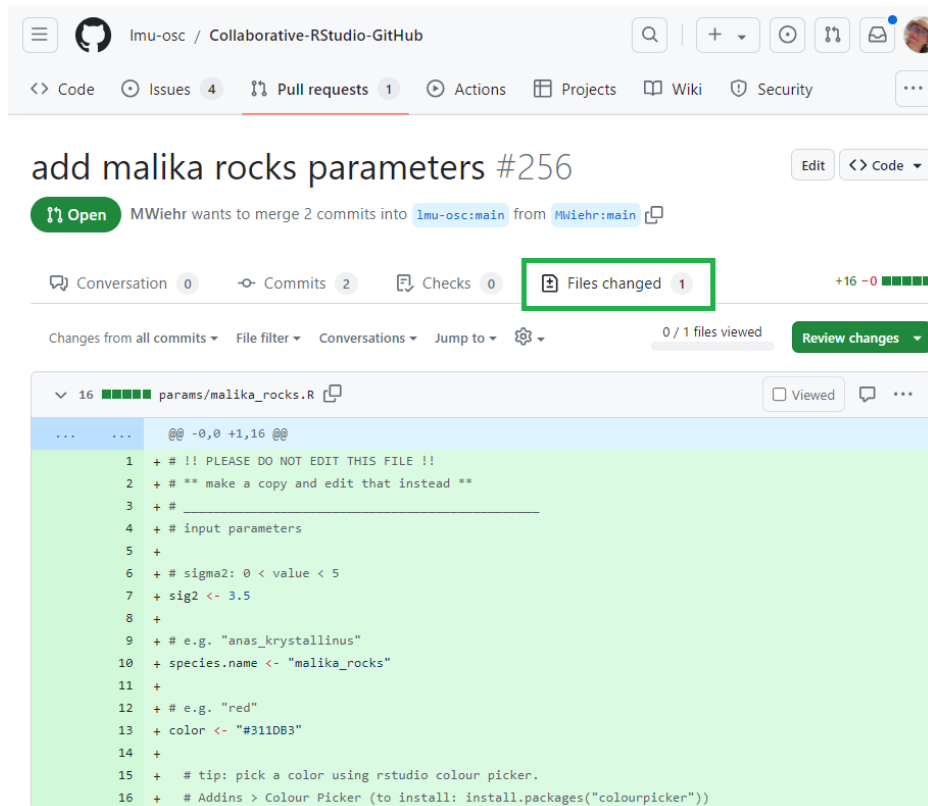 lmu-osc / Collaborative-RStudio-GitHub
Code Issues 4 Pull requests 1 Actions Projects Wiki Security
add malika rocks parameters #256
Edit <> Code
Open MWiehr wants to merge 2 commits into lmu-osc:main from MWiehr:main
Conversation 0 Commits 2 Checks 0 Files changed 1 +16 −0
Changes from all commits File filter Conversations Jump to 0 / 1 files viewed Review changes
16 params/malika_rocks.R Viewed
... ... @@ -0,0 +1,16 @@
1 + # !! PLEASE DO NOT EDIT THIS FILE !!
2 + # ** make a copy and edit that instead **
3 + # __________________________________________________
4 + # input parameters
5 +
6 + # sigma2: 0 < value < 5
7 + sig2 <- 3.5
8 +
9 + # e.g. "anas_krystallinus"
10 + species.name <- "malika_rocks"
11 +
12 + # e.g. "red"
13 + color <- "#311DB3"
14 +
15 +   # tip: pick a color using rstudio colour picker.
16 +   # Addins > Colour Picker (to install: install.packages("colourpicker"))